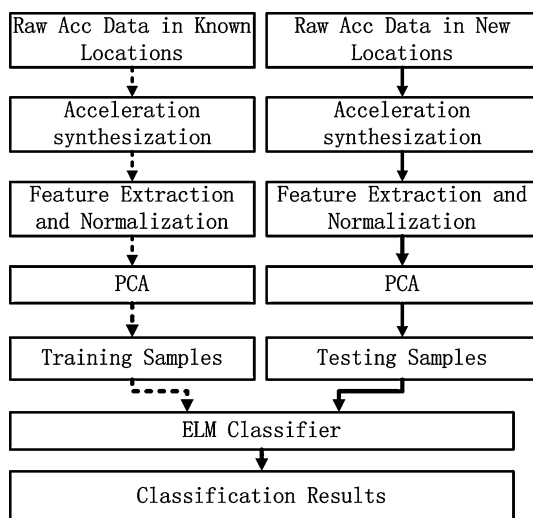 Raw Acc Data in Known
Locations
Raw Acc Data in New
Locations
Acceleration
synthesization
Acceleration
synthesization
Feature Extraction
and Normalization
Feature Extraction and
Normalization
PCA
PCA
Training Samples
Testing Samples
ELM Classifier
Classification Results